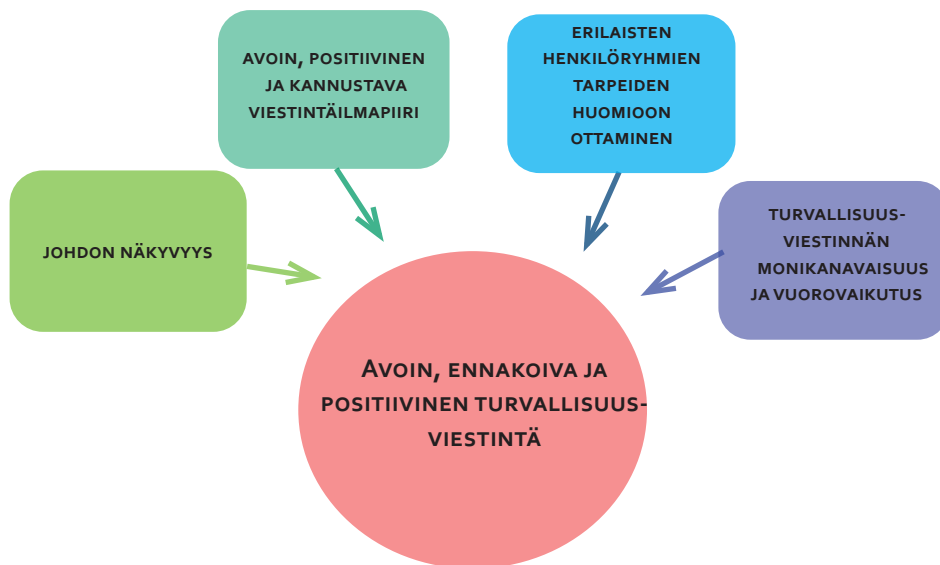 AVOIN, POSITIIVINEN
JA KANNUSTAVA
VIESTINTÄILMAPIIRI
ERILAISTEN
HENKILÖRYHMIEN
TARPEIDEN
HUOMIOON
OTTAMINEN
JOHDON NÄKYVYYS
TURVALLISUUS-
VIESTINNÄN
MONIKANAVAISUUS
JA VUOROVAIKUTUS
AVOIN, ENNAKOIVA JA
POSITIIVINEN TURVALLISUUS-
VIESTINTÄ